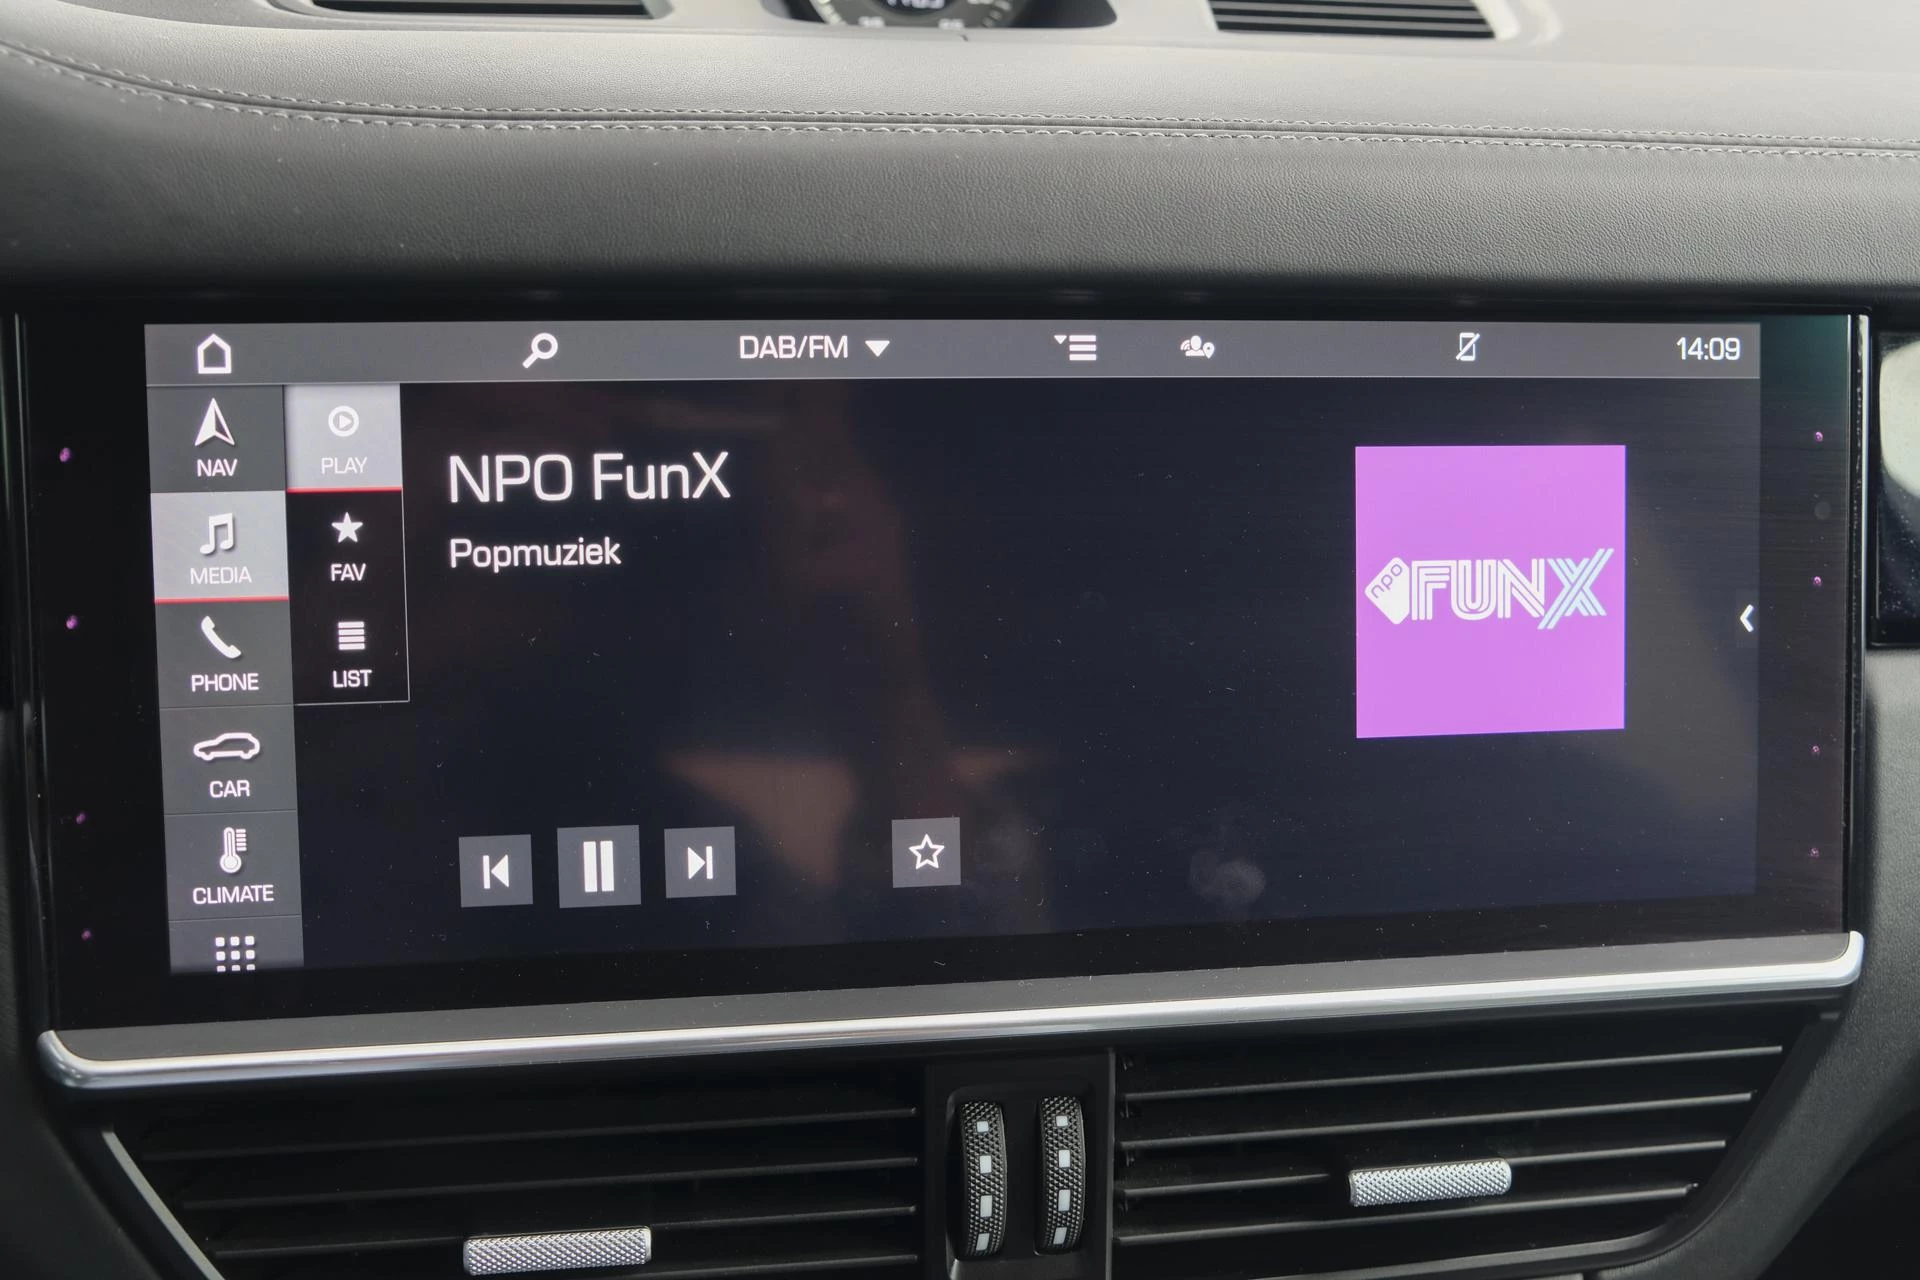 DAB/FM
14:09
NAV
PLAY
MEDIA
FAV
PHONE
LIST
CAR
CLIMATE
NPO FunX
Popmuziek
npo FUNX